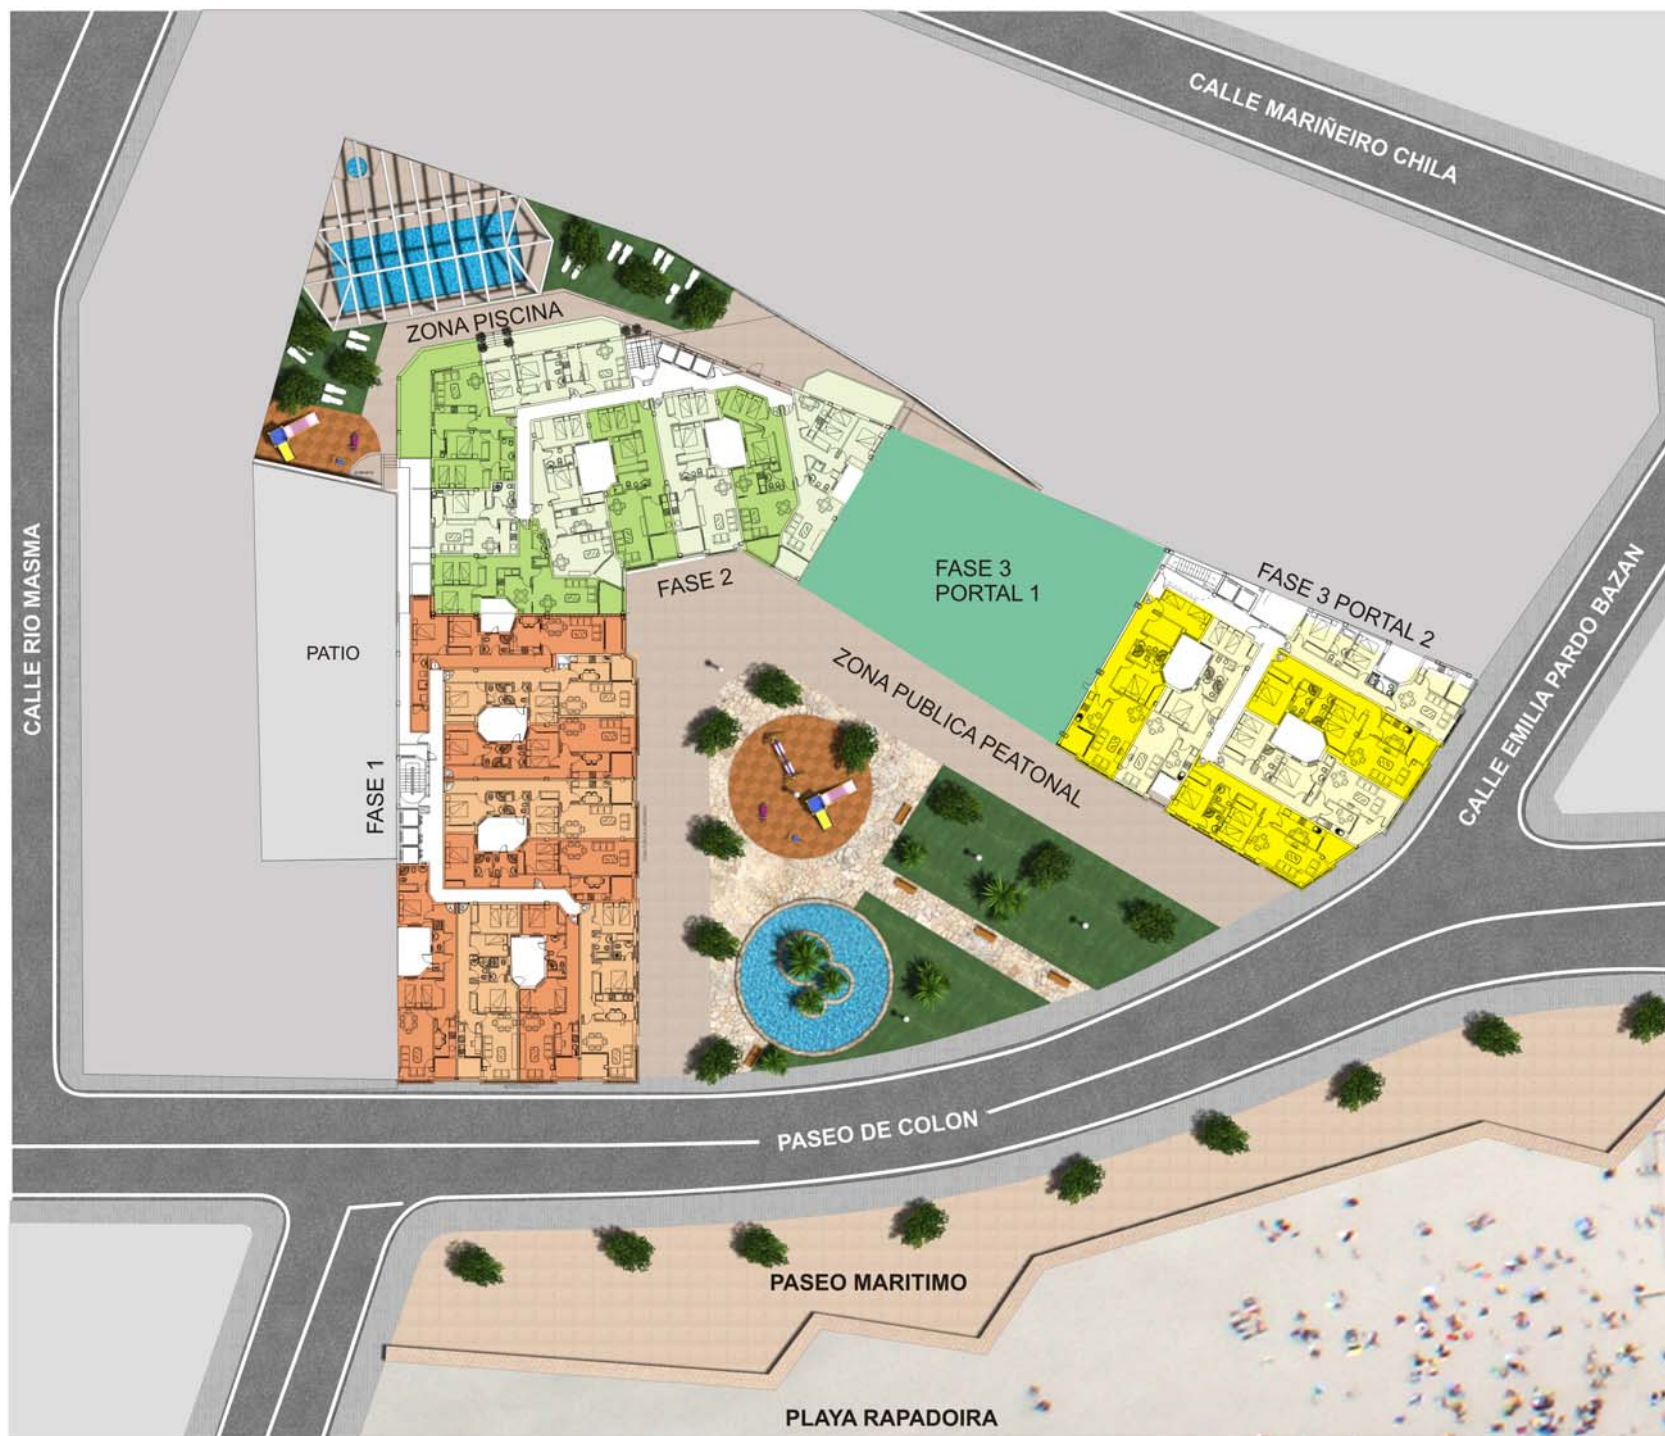 CALLE MARIÑEIRO CHILA
ZONA PISCINA
FASE 2
FASE 3
PORTAL 1
FASE 3 PORTAL 2
CALLE RIO MASMA
PATIO
FASE 1
ZONA PUBLICA PEATONAL
CALLE EMILIA PARDO BAZAN
PASEO DE COLON
PASEO MARITIMO
PLAYA RAPADOIRA